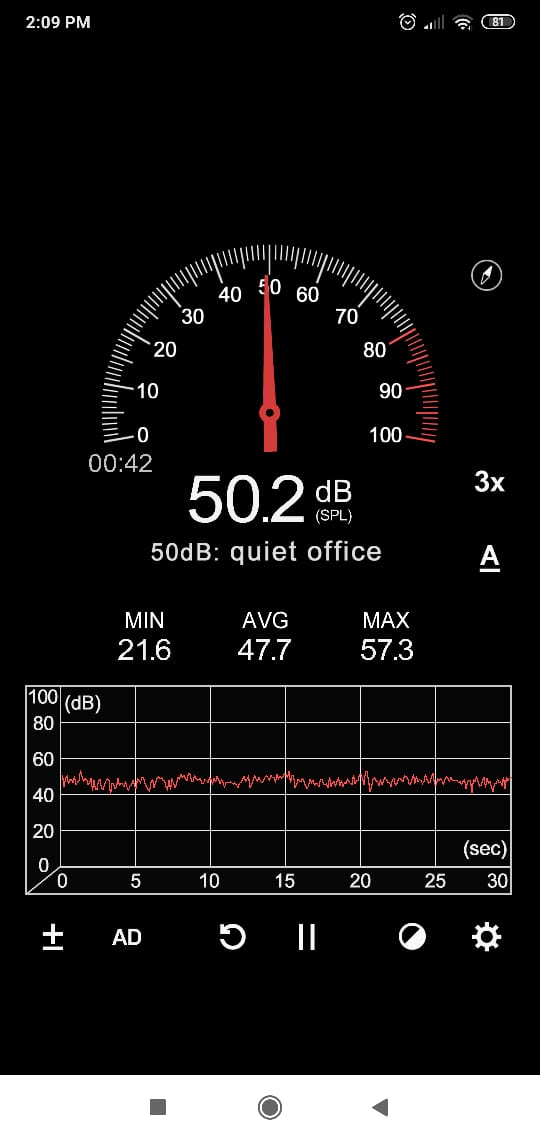 2:09 PM 81
0 10 20 30 40 50 60 70 80 90 100
00:42
50.2 dB
(SPL)
3x
50dB: quiet office
A
MIN AVG MAX
21.6 47.7 57.3
100 (dB)
80
60
40
20
(sec)
0
0 5 10 15 20 25 30
± AD